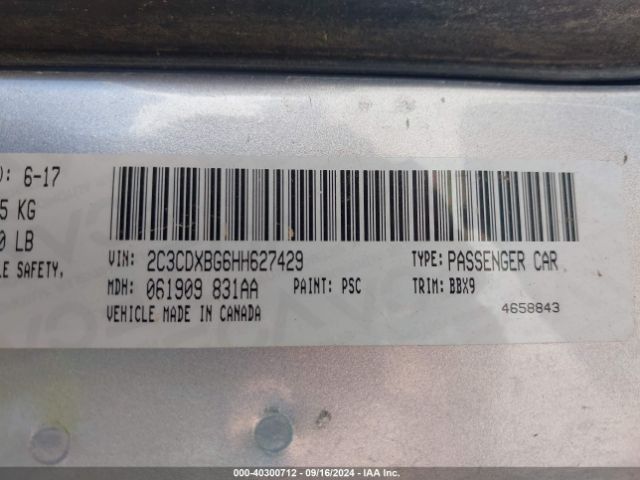 ): 6-17
5 KG
0 LB
LE SAFETY,
VIN: 2C3CDXBG6HH627429 TYPE: PASSENGER CAR
MDH: 061909 831AA PAINT: PSC TRIM: BBX9
VEHICLE MADE IN CANADA 4658843
000-40300712 - 09/16/2024 - IAA Inc.